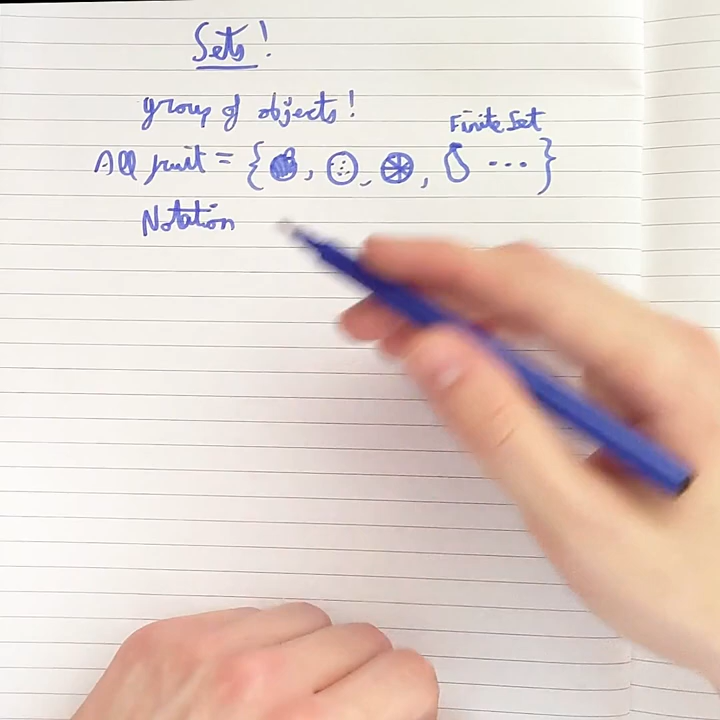 Sets!
group of objects!
Finite Set
All fruit = { , , , ... }
Notation